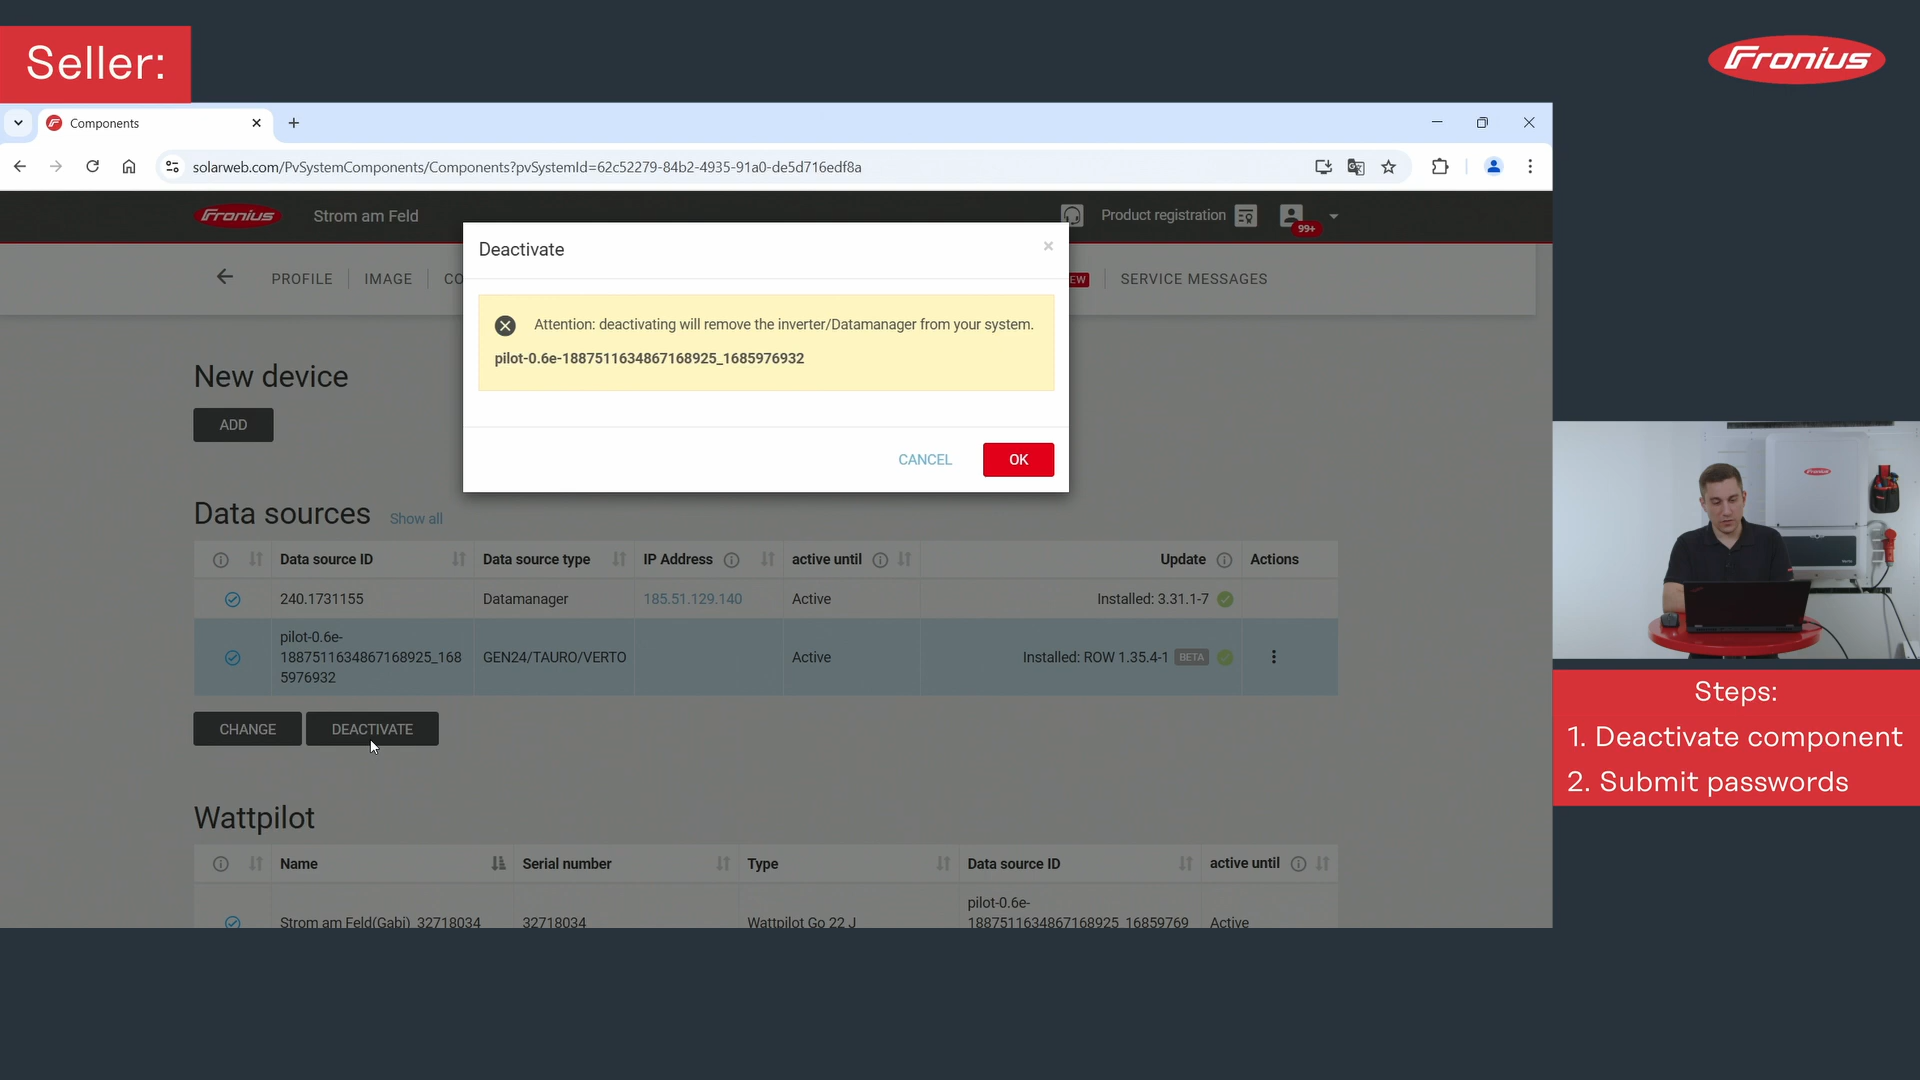 Seller:
Fronius
Components
solarweb.com/PvSystemComponents/Components?pvSystemId=62c52279-84b2-4935-91a0-de5d716edf8a
Fronius
Strom am Feld
Product registration
99+
PROFILE
IMAGE
CO
EW
SERVICE MESSAGES
Deactivate
Attention: deactivating will remove the inverter/Datamanager from your system.
pilot-0.6e-1887511634867168925_1685976932
CANCEL
OK
New device
ADD
Data sources
Show all
Data source ID
Data source type
IP Address
active until
Update
Actions
240.1731155
Datamanager
185.51.129.140
Active
Installed: 3.31.1-7
pilot-0.6e-
1887511634867168925_168
5976932
GEN24/TAURO/VERTO
Active
Installed: ROW 1.35.4-1
BETA
CHANGE
DEACTIVATE
Wattpilot
Name
Serial number
Type
Data source ID
active until
Strom am Feld(Gabi)_32718034
32718034
Wattpilot Go 22 J
pilot-0.6e-
1887511634867168925_16859769
Active
Fronius
Steps:
1. Deactivate component
2. Submit passwords